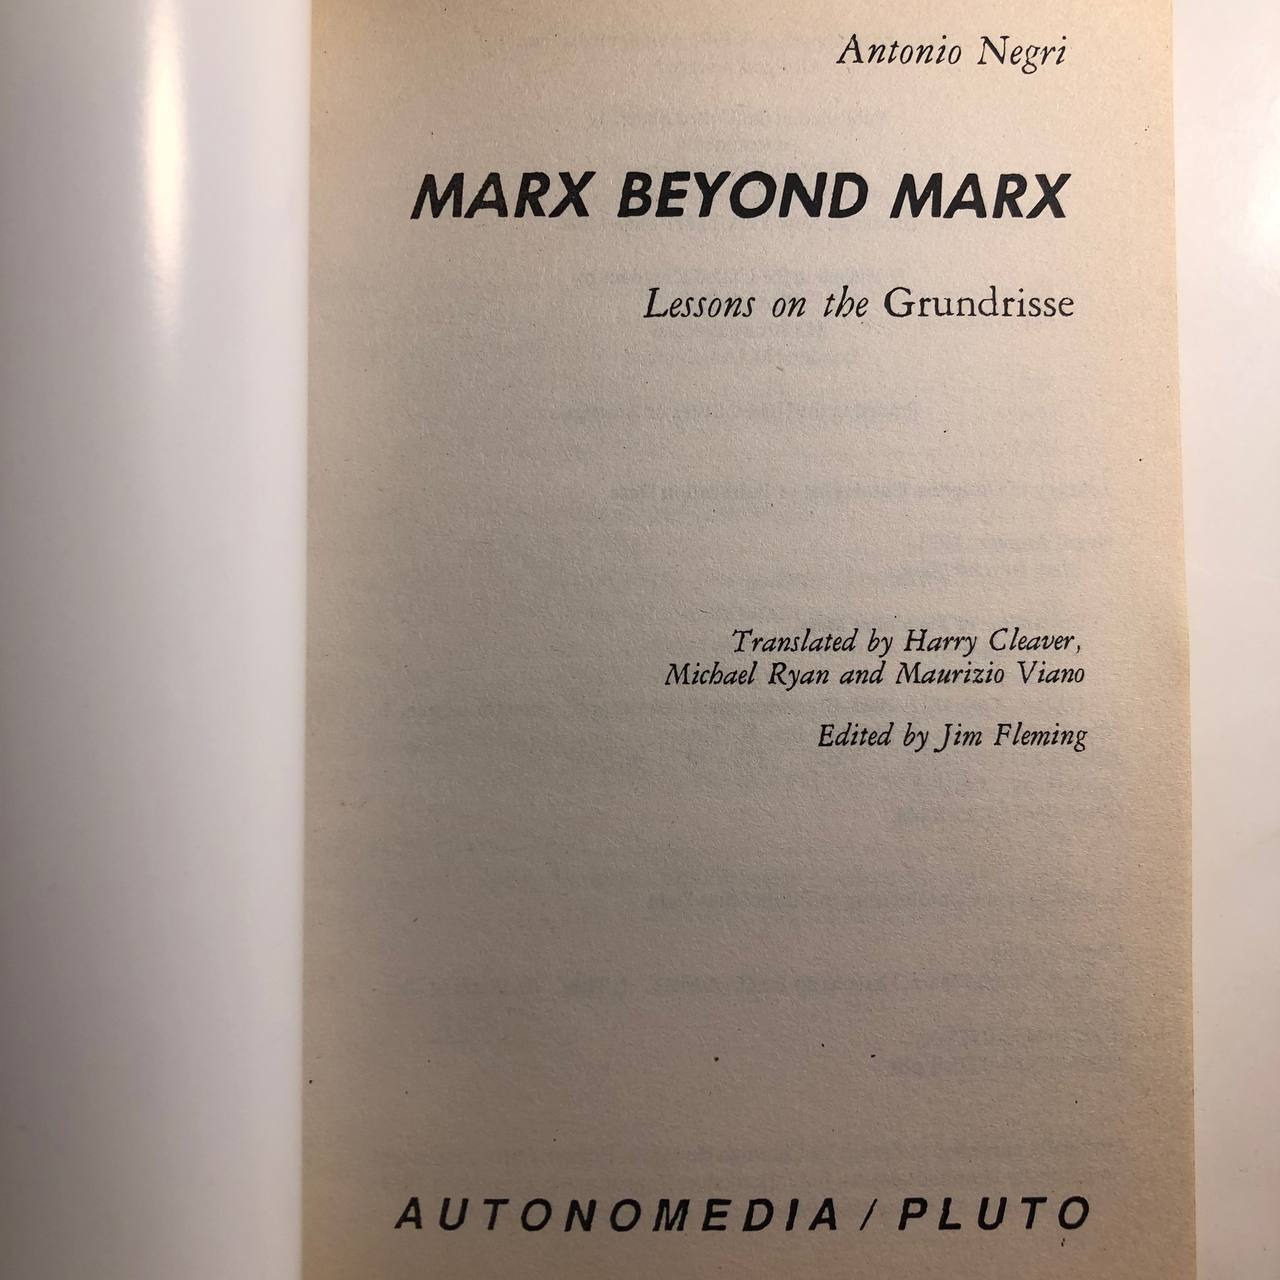 Antonio Negri
MARX BEYOND MARX
Lessons on the Grundrisse
Translated by Harry Cleaver,
Michael Ryan and Maurizio Viano
Edited by Jim Fleming
AUTONOMEDIA / PLUTO